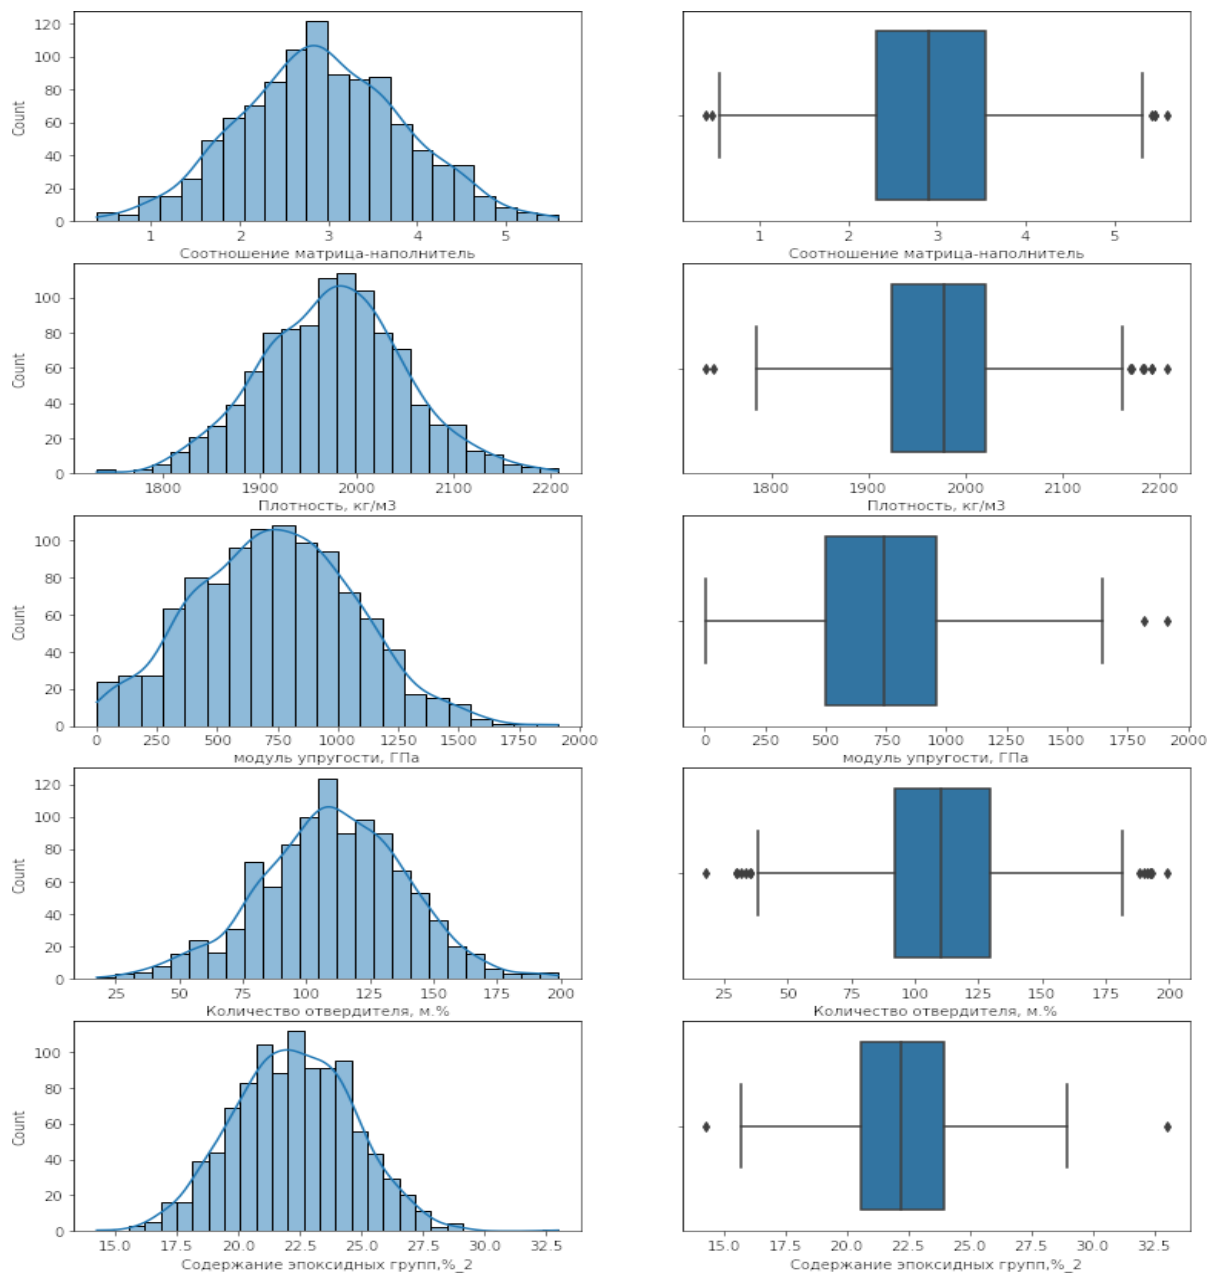 120
100
80
60
40
20
0
Count
1 2 3 4 5
Соотношение матрица-наполнитель
1 2 3 4 5
Соотношение матрица-наполнитель
100
80
60
40
20
0
Count
1800 1900 2000 2100 2200
Плотность, кг/м3
1800 1900 2000 2100 2200
Плотность, кг/м3
100
80
60
40
20
0
Count
0 250 500 750 1000 1250 1500 1750 2000
модуль упругости, ГПа
0 250 500 750 1000 1250 1500 1750 2000
модуль упругости, ГПа
120
100
80
60
40
20
0
Count
25 50 75 100 125 150 175 200
Количество отвердителя, м.%
25 50 75 100 125 150 175 200
Количество отвердителя, м.%
100
80
60
40
20
0
Count
15.0 17.5 20.0 22.5 25.0 27.5 30.0 32.5
Содержание эпоксидных групп,%_2
15.0 17.5 20.0 22.5 25.0 27.5 30.0 32.5
Содержание эпоксидных групп,%_2